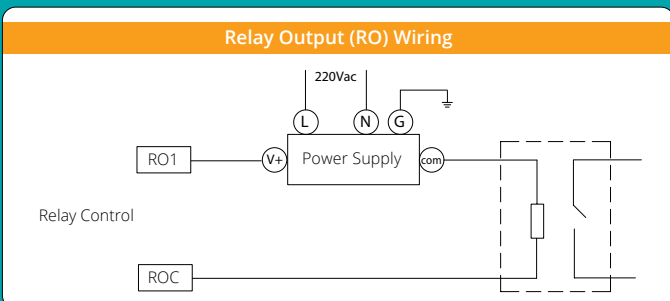 Relay Output (RO) Wiring
220Vac
L
N
G
RO1
V+
Power Supply
com
Relay Control
ROC